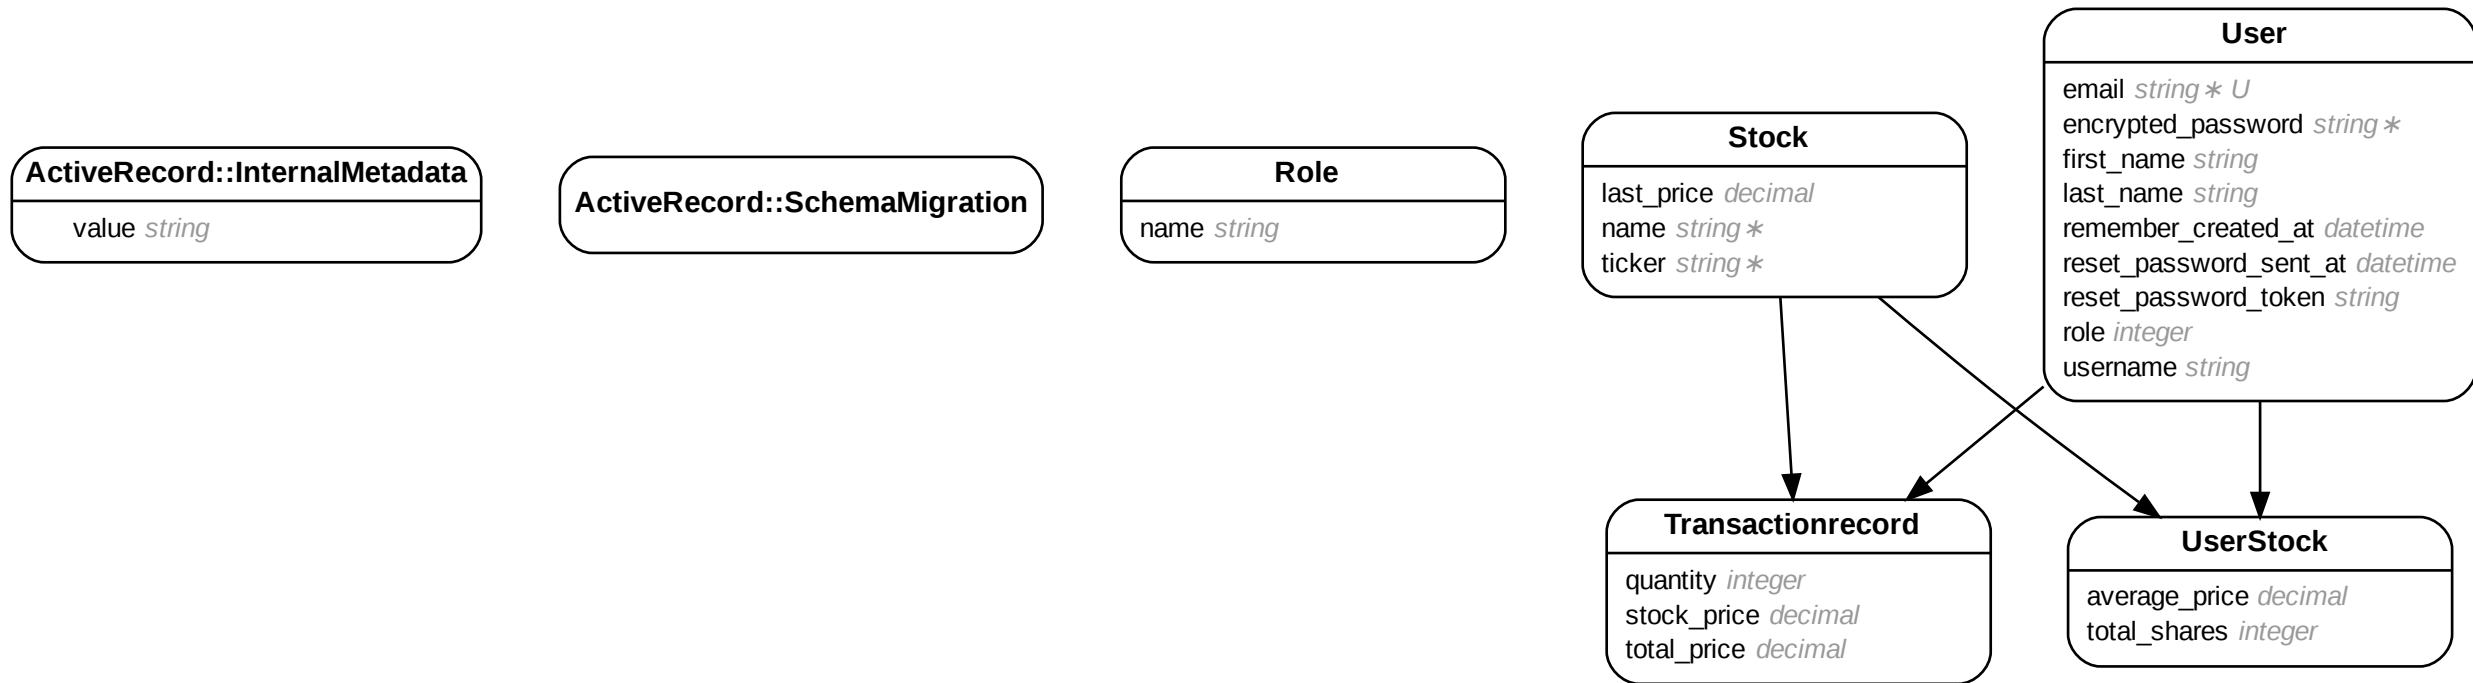 ActiveRecord::InternalMetadata
value string
ActiveRecord::SchemaMigration
Role
name string
Stock
last_price decimal
name string∗
ticker string∗
User
email string∗ U
encrypted_password string∗
first_name string
last_name string
remember_created_at datetime
reset_password_sent_at datetime
reset_password_token string
role integer
username string
Transactionrecord
quantity integer
stock_price decimal
total_price decimal
UserStock
average_price decimal
total_shares integer